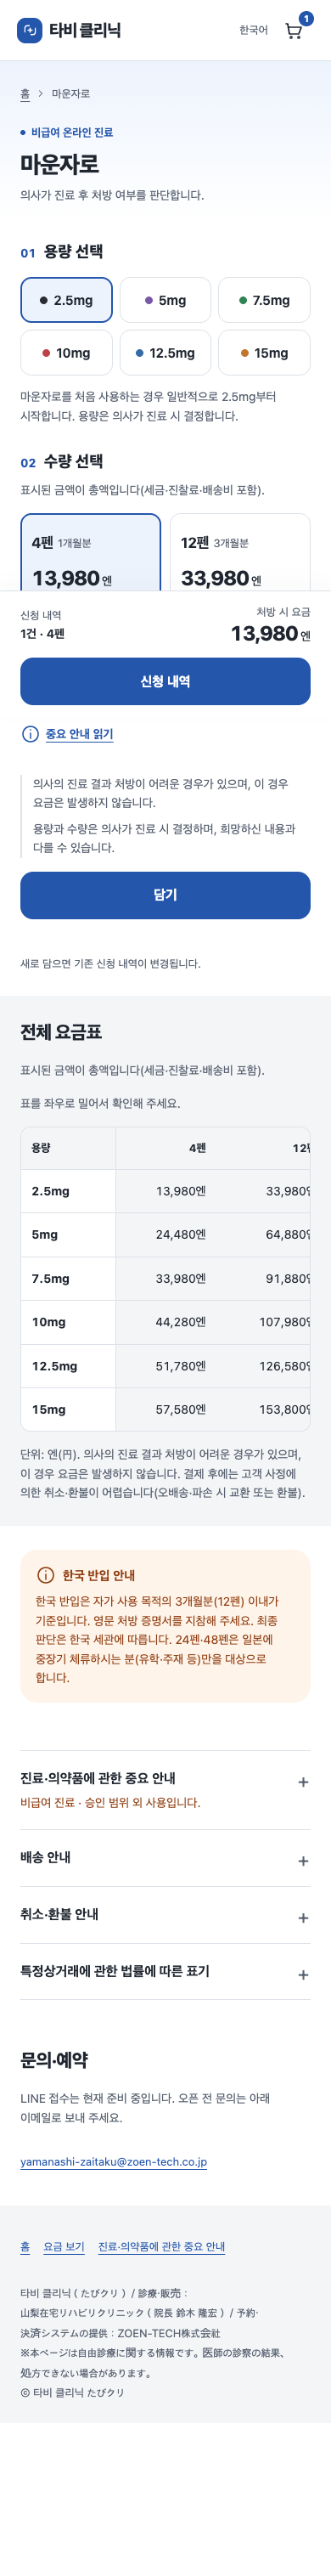 타비 클리닉
한국어
1
홈 > 마운자로
비급여 온라인 진료
마운자로
의사가 진료 후 처방 여부를 판단합니다.
01 용량 선택
2.5mg 5mg 7.5mg
10mg 12.5mg 15mg
마운자로를 처음 사용하는 경우 일반적으로 2.5mg부터
시작합니다. 용량은 의사가 진료 시 결정합니다.
02 수량 선택
표시된 금액이 총액입니다(세금·진찰료·배송비 포함).
4펜 1개월분 12펜 3개월분
13,980 엔 33,980 엔
신청 내역 처방 시 요금
1건 · 4펜 13,980 엔
신청 내역
중요 안내 읽기
의사의 진료 결과 처방이 어려운 경우가 있으며, 이 경우
요금은 발생하지 않습니다.
용량과 수량은 의사가 진료 시 결정하며, 희망하신 내용과
다를 수 있습니다.
담기
새로 담으면 기존 신청 내역이 변경됩니다.
전체 요금표
표시된 금액이 총액입니다(세금·진찰료·배송비 포함).
표를 좌우로 밀어서 확인해 주세요.
용량 4펜 12펜
2.5mg 13,980엔 33,980엔
5mg 24,480엔 64,880엔
7.5mg 33,980엔 91,880엔
10mg 44,280엔 107,980엔
12.5mg 51,780엔 126,580엔
15mg 57,580엔 153,800엔
단위: 엔(円). 의사의 진료 결과 처방이 어려운 경우가 있으며,
이 경우 요금은 발생하지 않습니다. 결제 후에는 고객 사정에
의한 취소·환불이 어렵습니다(오배송·파손 시 교환 또는 환불).
한국 반입 안내
한국 반입은 자가 사용 목적의 3개월분(12펜) 이내가
기준입니다. 영문 처방 증명서를 지참해 주세요. 최종
판단은 한국 세관에 따릅니다. 24펜·48펜은 일본에
중장기 체류하시는 분(유학·주재 등)만을 대상으로
합니다.
진료·의약품에 관한 중요 안내
비급여 진료 · 승인 범위 외 사용입니다.
배송 안내
취소·환불 안내
특정상거래에 관한 법률에 따른 표기
문의·예약
LINE 접수는 현재 준비 중입니다. 오픈 전 문의는 아래
이메일로 보내 주세요.
yamanashi-zaitaku@zoen-tech.co.jp
홈 요금 보기 진료·의약품에 관한 중요 안내
타비 클리닉 ( たびクリ ) / 診療·販売：
山梨在宅リハビリクリニック ( 院長 鈴木 隆宏 ) / 予約·
決済システムの提供：ZOEN-TECH株式会社
※本ページは自由診療に関する情報です。医師の診察の結果、
処方できない場合があります。
© 타비 클리닉 たびクリ